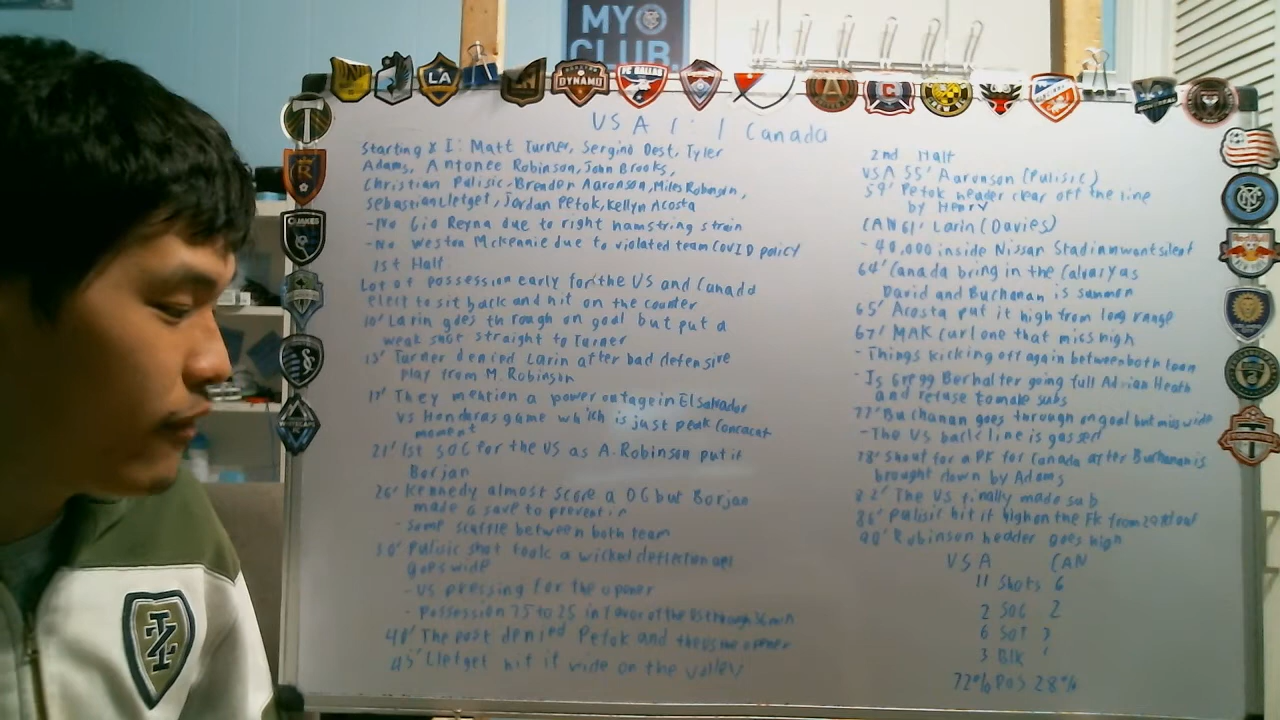 MY
CLUB.
LA
DYNAMO
FC DALLAS
USA 1:1 Canada
Starting XI: Matt Turner, Sergino Dest, Tyler
Adams, Antonee Robinson, John Brooks,
Christian Pulisic, Brenden Aaronson, Miles Robinson,
Sebastian Lletget, Jordan Pefok, Kellyn Acosta
-No Gio Reyna due to right hamstring strain
-No Weston Mckennie due to violated team COVID policy
1st Half
Lot of possession early for the US and Canada
elect to sit back and hit on the counter
10' Larin goes through on goal but put a
weak shot straight to Turner
13' Turner denied Larin after bad defensive
play from M. Robinson
17' They mention a power outage in El Salvador
vs Honduras game which is just peak Concacaf
moment
21' 1st SOG for the US as A. Robinson put it
Borjan
26' Kennedy almost score a OG but Borjan
made a save to prevent it
- Some scuffle between both team
30' Pulisic shot took a wicked deflection and
goes wide
- US pressing for the opener
- Possession 75 to 25 in favor of the US through 36 min
40' The post denied Pefok and the US the opener
45' Lletget hit it wide on the volley
2nd Half
USA 55' Aaronson (Pulisic)
59' Pefok header clear off the line
by Henry
CAN 61' Larin (Davies)
- 40,000 inside Nissan Stadium went silent
64' Canada bring in the Calvary as
David and Buchanan is summon
65' Acosta put it high from long range
67' MAK curl one that miss high
- Things kicking off again between both team
- Is Gregg Berhalter going full Adrian Heath
and refuse to make subs
77' Buchanan goes through on goal but miss wide
- The US back line is gassed
78' Shout for a PK for Canada after Buchanan is
brought down by Adams
82' The US finally made sub
86' Pulisic hit it high on the FK from 29 yd out
90' Robinson header goes high
USA CAN
11 Shots 6
2 SOG 2
6 SOT 3
3 Blk 1
72% POS 28%